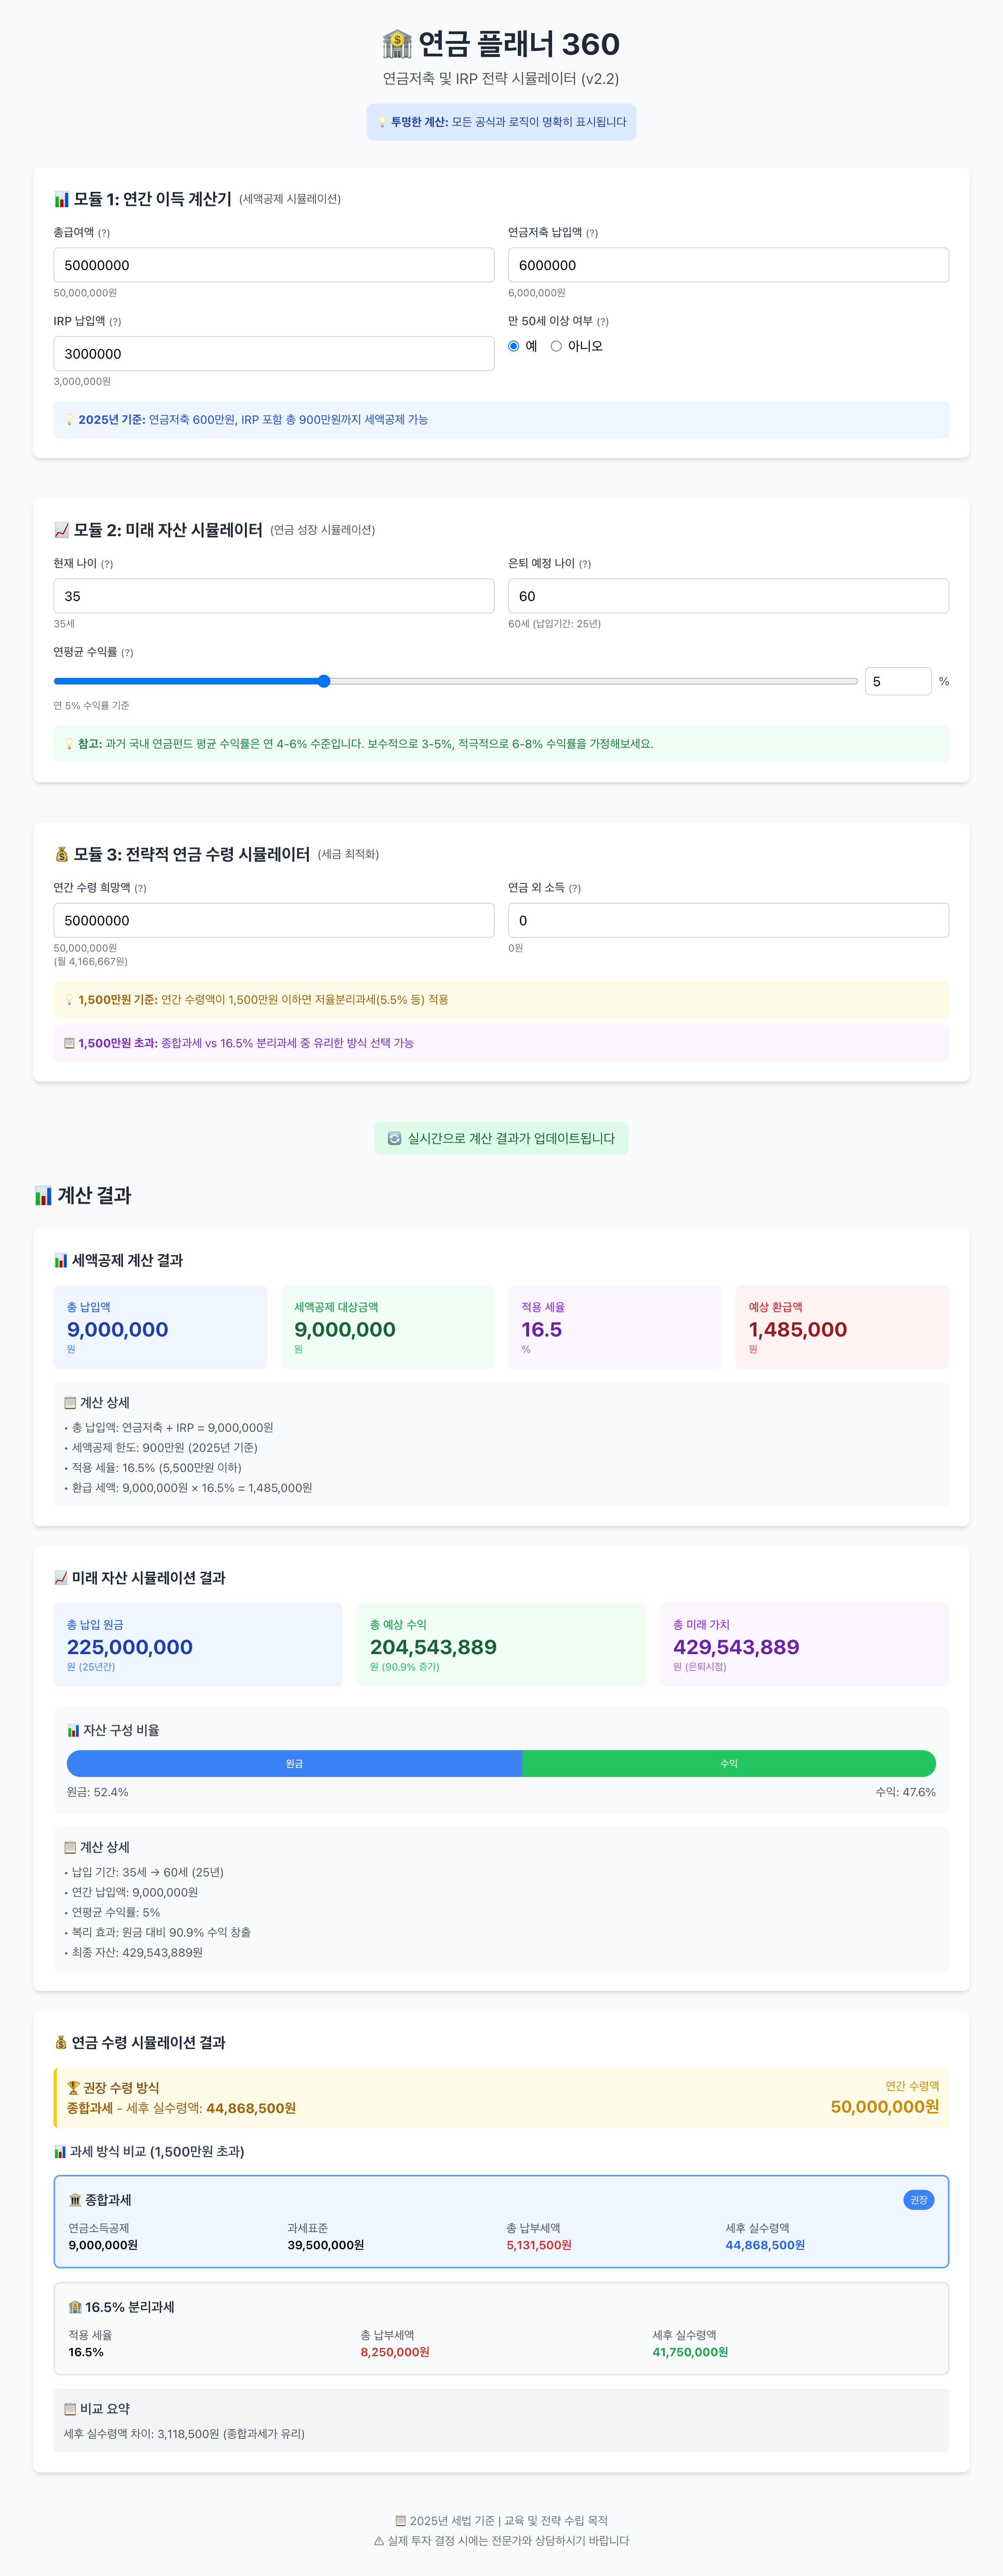 🏦 연금 플래너 360
연금저축 및 IRP 전략 시뮬레이터 (v2.2)
💡 투명한 계산: 모든 공식과 로직이 명확히 표시됩니다
📊 모듈 1: 연간 이득 계산기 (세액공제 시뮬레이션)
총급여액 (?)
연금저축 납입액 (?)
50000000
6000000
50,000,000원
6,000,000원
IRP 납입액 (?)
만 50세 이상 여부 (?)
3000000
예 아니오
3,000,000원
💡 2025년 기준: 연금저축 600만원, IRP 포함 총 900만원까지 세액공제 가능
📈 모듈 2: 미래 자산 시뮬레이터 (연금 성장 시뮬레이션)
현재 나이 (?)
은퇴 예정 나이 (?)
35
60
35세
60세 (납입기간: 25년)
연평균 수익률 (?)
5 %
연 5% 수익률 기준
💡 참고: 과거 국내 연금펀드 평균 수익률은 연 4-6% 수준입니다. 보수적으로 3-5%, 적극적으로 6-8% 수익률을 가정해보세요.
💰 모듈 3: 전략적 연금 수령 시뮬레이터 (세금 최적화)
연간 수령 희망액 (?)
연금 외 소득 (?)
50000000
0
50,000,000원
0원
(월 4,166,667원)
💡 1,500만원 기준: 연간 수령액이 1,500만원 이하면 저율분리과세(5.5% 등) 적용
📋 1,500만원 초과: 종합과세 vs 16.5% 분리과세 중 유리한 방식 선택 가능
🔄 실시간으로 계산 결과가 업데이트됩니다
📊 계산 결과
📊 세액공제 계산 결과
총 납입액
9,000,000
원
세액공제 대상금액
9,000,000
원
적용 세율
16.5
%
예상 환급액
1,485,000
원
📋 계산 상세
• 총 납입액: 연금저축 + IRP = 9,000,000원
• 세액공제 한도: 900만원 (2025년 기준)
• 적용 세율: 16.5% (5,500만원 이하)
• 환급 세액: 9,000,000원 × 16.5% = 1,485,000원
📈 미래 자산 시뮬레이션 결과
총 납입 원금
225,000,000
원 (25년간)
총 예상 수익
204,543,889
원 (90.9% 증가)
총 미래 가치
429,543,889
원 (은퇴시점)
📊 자산 구성 비율
원금 수익
원금: 52.4% 수익: 47.6%
📋 계산 상세
• 납입 기간: 35세 → 60세 (25년)
• 연간 납입액: 9,000,000원
• 연평균 수익률: 5%
• 복리 효과: 원금 대비 90.9% 수익 창출
• 최종 자산: 429,543,889원
💰 연금 수령 시뮬레이션 결과
🏆 권장 수령 방식
종합과세 - 세후 실수령액: 44,868,500원
연간 수령액
50,000,000원
📊 과세 방식 비교 (1,500만원 초과)
🏛️ 종합과세
권장
연금소득공제
9,000,000원
과세표준
39,500,000원
총 납부세액
5,131,500원
세후 실수령액
44,868,500원
🏦 16.5% 분리과세
적용 세율
16.5%
총 납부세액
8,250,000원
세후 실수령액
41,750,000원
📋 비교 요약
세후 실수령액 차이: 3,118,500원 (종합과세가 유리)
📋 2025년 세법 기준 | 교육 및 전략 수립 목적
⚠️ 실제 투자 결정 시에는 전문가와 상담하시기 바랍니다